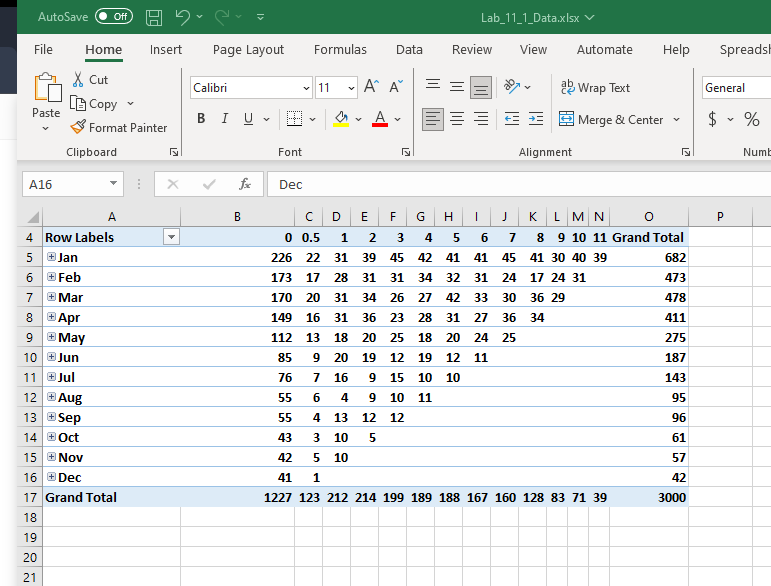 AutoSave Off Lab_11_1_Data.xlsx
File Home Insert Page Layout Formulas Data Review View Automate Help Spreadsh
Paste Cut Calibri 11 A A ab Wrap Text General
Copy B I U A Merge & Center $ %
Format Painter
Clipboard Font Alignment Numb
A16 fx Dec
A B C D E F G H I J K L M N O P
4 Row Labels 0 0.5 1 2 3 4 5 6 7 8 9 10 11 Grand Total
5 Jan 226 22 31 39 45 42 41 41 45 41 30 40 39 682
6 Feb 173 17 28 31 31 34 32 31 24 17 24 31 473
7 Mar 170 20 31 34 26 27 42 33 30 36 29 478
8 Apr 149 16 31 36 23 28 31 27 36 34 411
9 May 112 13 18 20 25 18 20 24 25 275
10 Jun 85 9 20 19 12 19 12 11 187
11 Jul 76 7 16 9 15 10 10 143
12 Aug 55 6 4 9 10 11 95
13 Sep 55 4 13 12 12 96
14 Oct 43 3 10 5 61
15 Nov 42 5 10 57
16 Dec 41 1 42
17 Grand Total 1227 123 212 214 199 189 188 167 160 128 83 71 39 3000
18
19
20
21